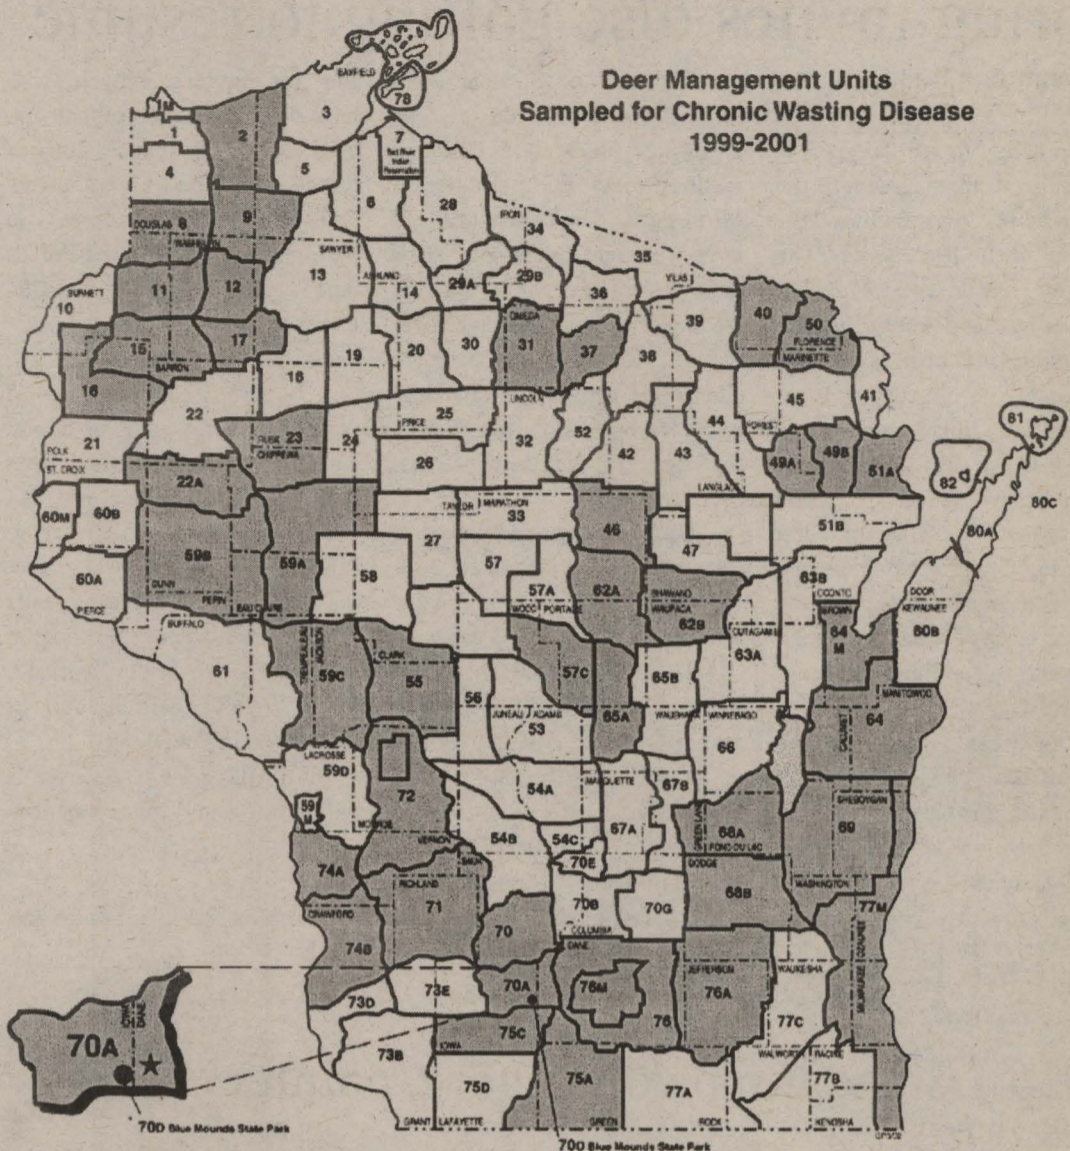 Deer Management Units
Sampled for Chronic Wasting Disease
1999-2001
BAYFIELD
78
M
1
2
3
7
Bad River
Indian
Reservation
4
5
6
28
IRON
34
DOUGLAS 8
9
WASHBURN
SAWYER
35
VILAS
BURNETT
10
11
12
13
ASHLAND
14
29A
29B
36
39
40
50
FLORENCE
MARINETTE
ONEIDA
15
BARRON
17
18
19
20
30
31
37
38
16
22
41
45
LINCOLN
PRICE
25
44
FOREST
81
21
POLK
ST. CROIX
RUSK 23
CHIPPEWA
24
26
32
52
42
43
49A
49B
51A
82
80C
22A
LANGLADE
60M
60B
TAYLOR
MARATHON
33
46
51B
80A
59B
59A
27
47
60A
58
57
57A
62A
SHAWANO
WAUPACA
62B
63B
OCONTO
DOOR
KEWAUNEE
80B
DUNN
PEPIN
EAU CLAIRE
PIERCE
BUFFALO
WOOD
PORTAGE
OUTAGAMIE
BROWN
64
M
61
TREMPEALEAU
JACKSON
59C
CLARK
55
56
57C
65B
63A
MANITOWOC
JUNEAU
ADAMS
53
65A
WAUSHARA
WINNEBAGO
66
CALUMET
64
LACROSSE
59D
72
54A
MARQUETTE
67B
SHEBOYGAN
59
M
MONROE
VERNON
54B
54C
67A
GREEN LAKE
68A
FOND DU LAC
69
74A
SAUK
70E
DODGE
RICHLAND
71
WASHINGTON
CRAWFORD
70B
70G
68B
77M
74B
70
COLUMBIA
DANE
OZAUKEE
MILWAUKEE
JEFFERSON
WAUKESHA
73D
73E
70A
76M
76
76A
77C
IOWA
DANE
70A
75C
IOWA
73B
75D
75A
77A
WALWORTH
RACINE
77B
GRANT
LAFAYETTE
GREEN
ROCK
KENOSHA
70D Blue Mounds State Park
70D Blue Mounds State Park